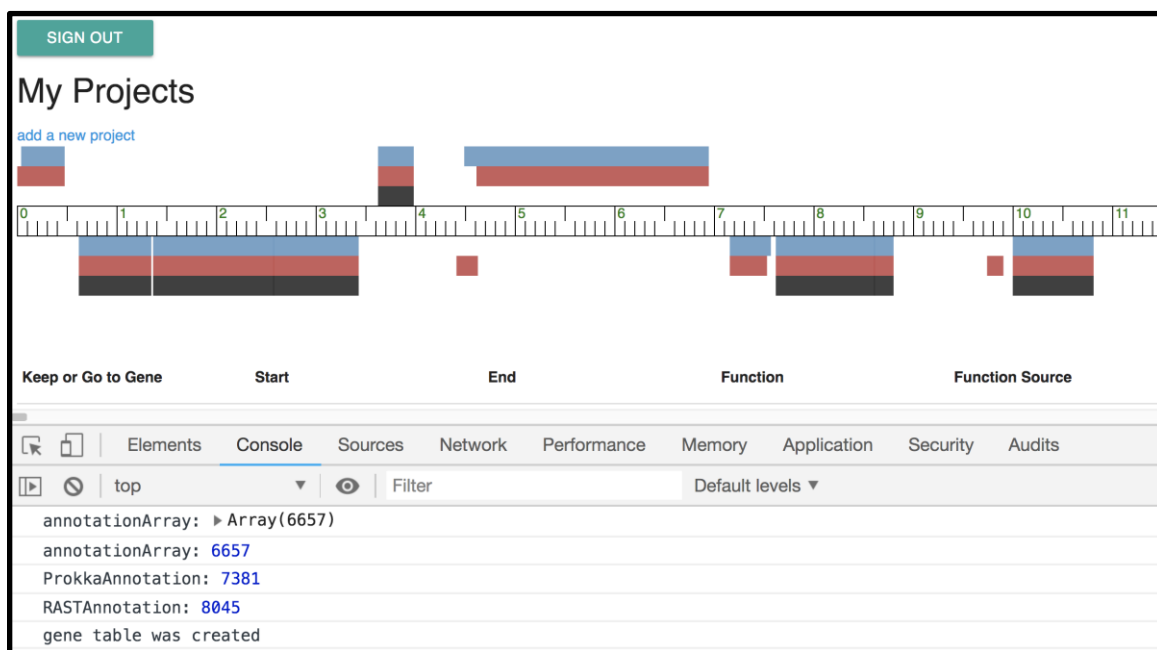 SIGN OUT
My Projects
add a new project
0 1 2 3 4 5 6 7 8 9 10 11
Keep or Go to Gene Start End Function Function Source
Elements Console Sources Network Performance Memory Application Security Audits
top Filter Default levels
annotationArray: Array(6657)
annotationArray: 6657
ProkkaAnnotation: 7381
RASTAnnotation: 8045
gene table was created